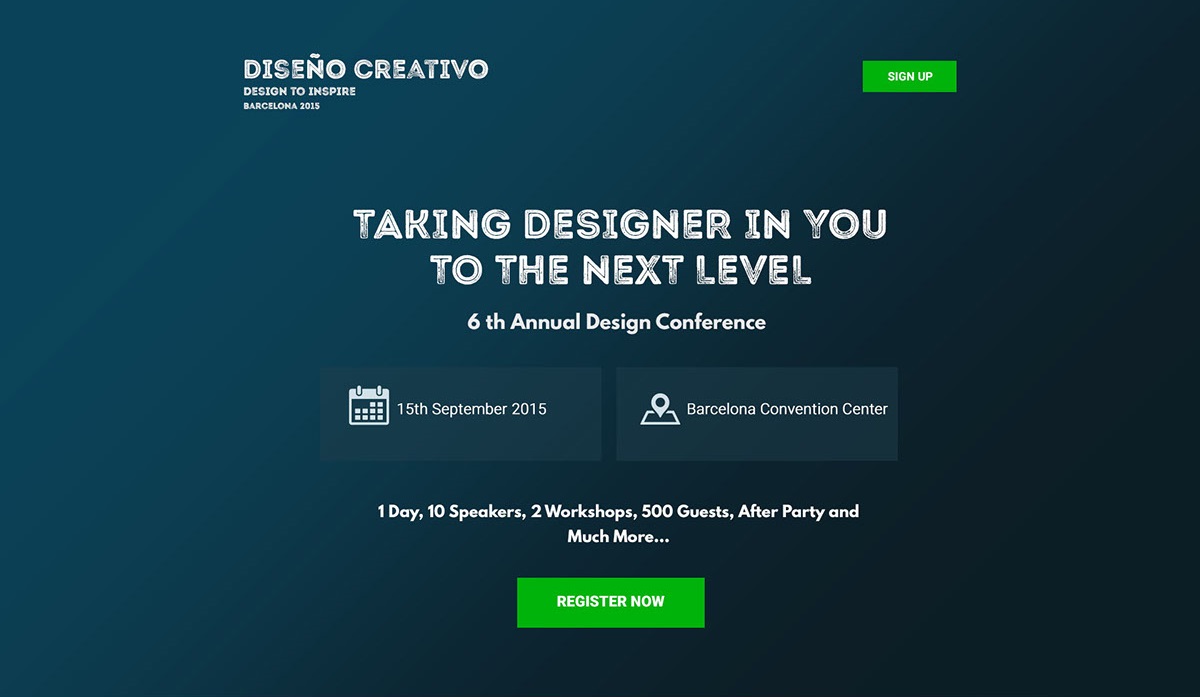 DISEÑO CREATIVO
DESIGN TO INSPIRE
BARCELONA 2015
SIGN UP
TAKING DESIGNER IN YOU
TO THE NEXT LEVEL
6 th Annual Design Conference
15th September 2015
Barcelona Convention Center
1 Day, 10 Speakers, 2 Workshops, 500 Guests, After Party and
Much More...
REGISTER NOW